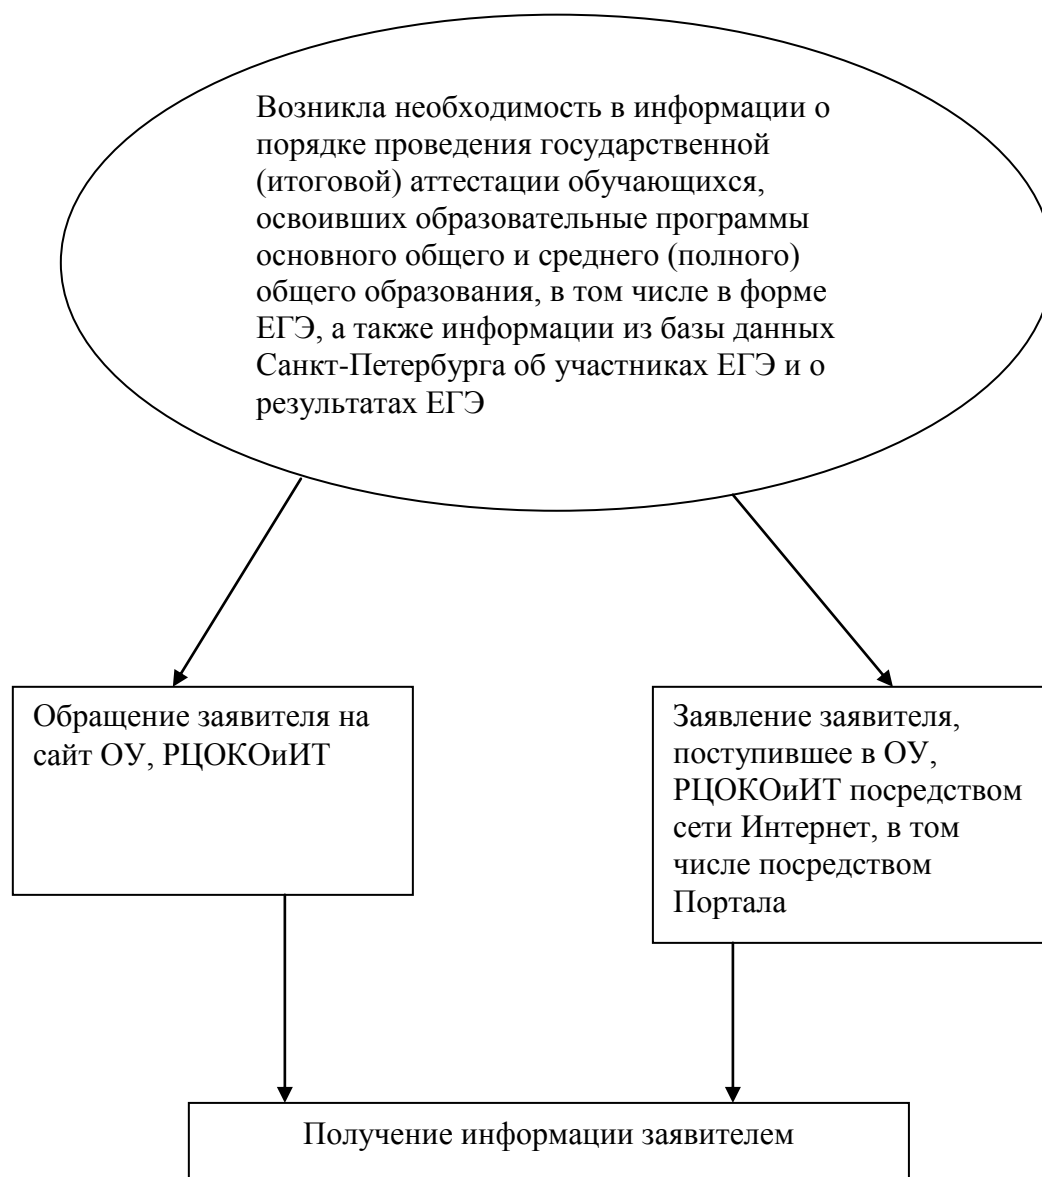 Возникла необходимость в информации о
порядке проведения государственной
(итоговой) аттестации обучающихся,
освоивших образовательные программы
основного общего и среднего (полного)
общего образования, в том числе в форме
ЕГЭ, а также информации из базы данных
Санкт-Петербурга об участниках ЕГЭ и о
результатах ЕГЭ
Обращение заявителя на
сайт ОУ, РЦОКОиИТ
Заявление заявителя,
поступившее в ОУ,
РЦОКОиИТ посредством
сети Интернет, в том
числе посредством
Портала
Получение информации заявителем